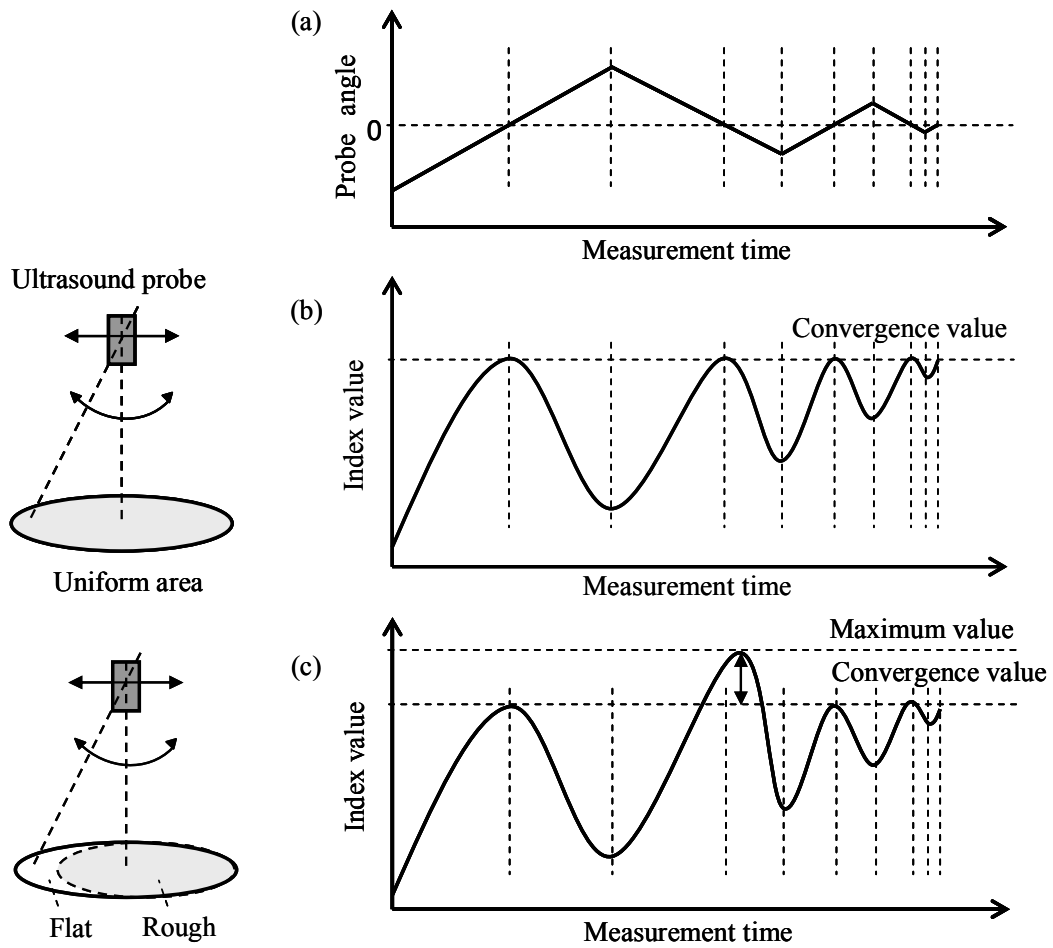 (a)
Probe angle
0
Measurement time
Ultrasound probe
Uniform area
(b)
Convergence value
Index value
Measurement time
(c)
Maximum value
Convergence value
Index value
Measurement time
Flat
Rough